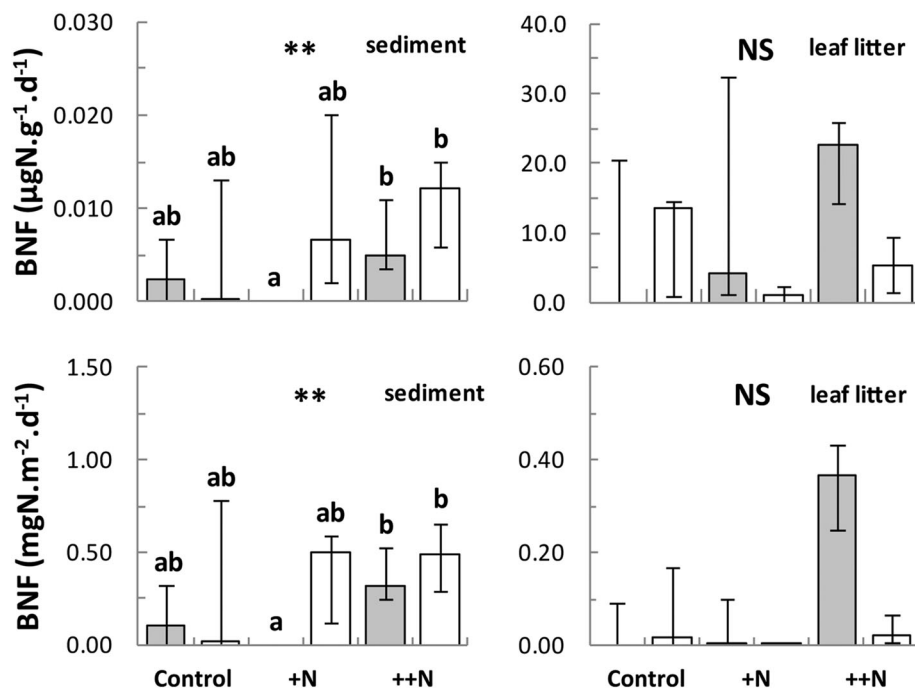 BNF (µgN.g⁻¹.d⁻¹)
0.030
0.020
0.010
0.000
** sediment
ab
ab
a
ab
b
b
40.0
30.0
20.0
10.0
0.0
NS leaf litter
BNF (mgN.m⁻².d⁻¹)
1.50
1.00
0.50
0.00
** sediment
ab
ab
a
ab
b
b
Control +N ++N
0.60
0.40
0.20
0.00
NS leaf litter
Control +N ++N